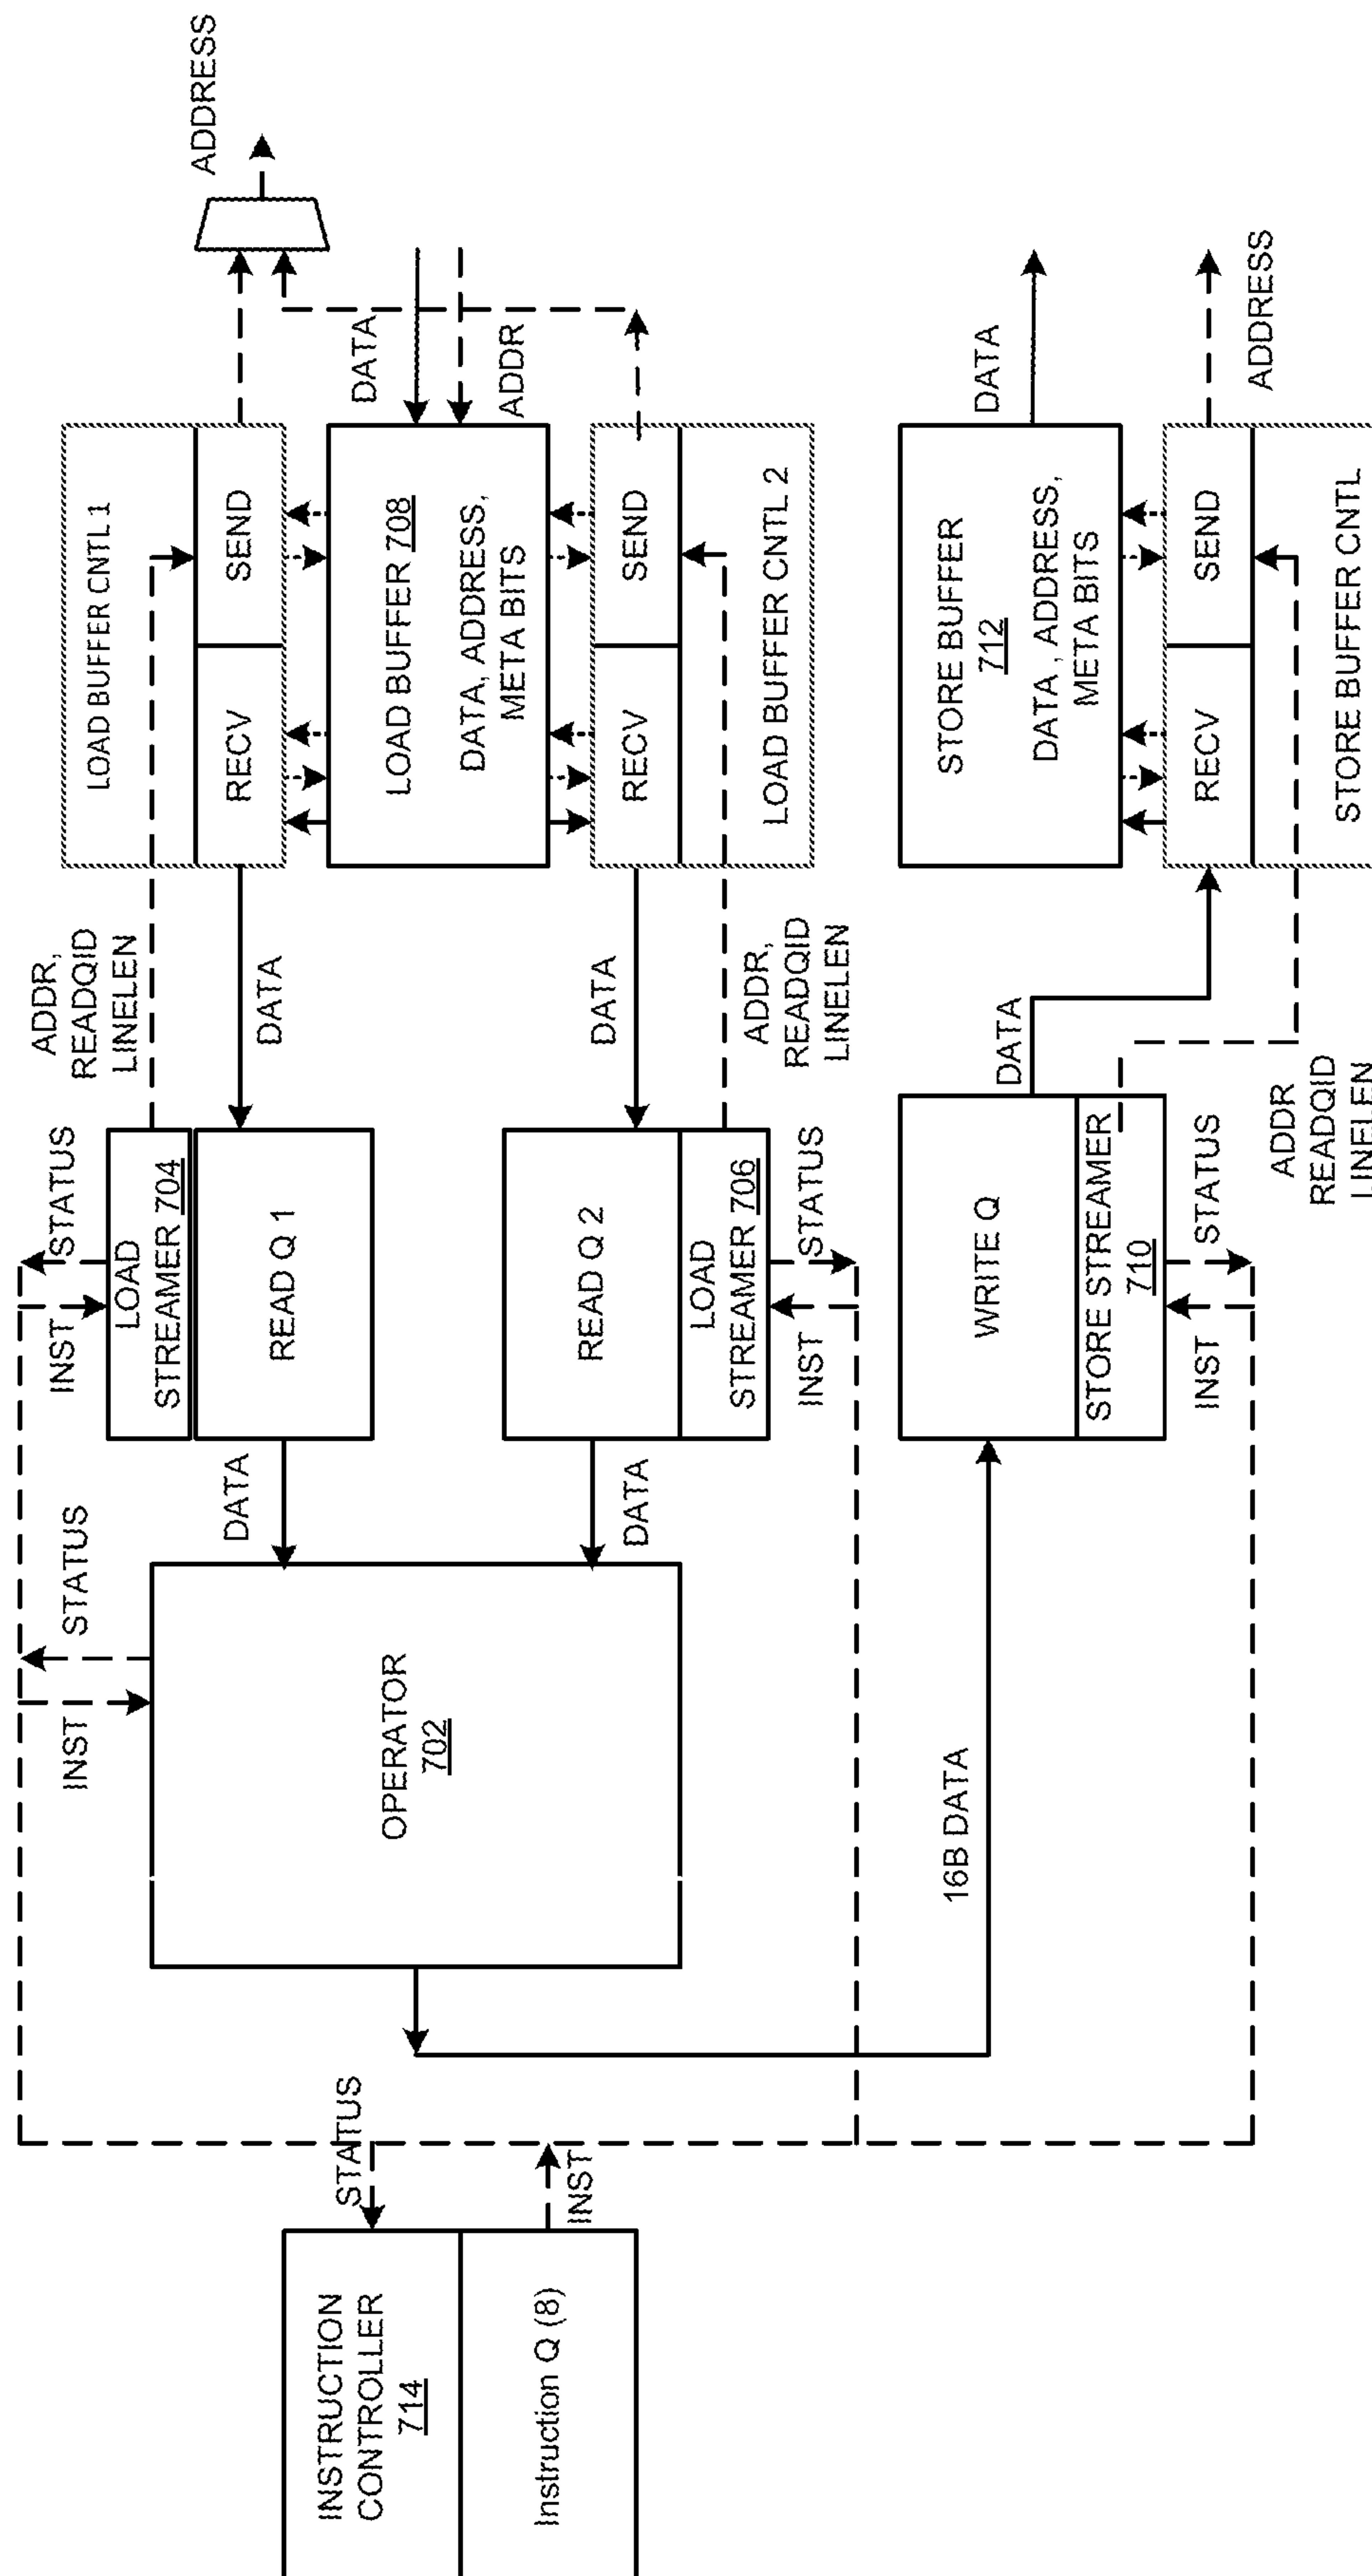 INSTRUCTION
CONTROLLER
714
Instruction Q (8)
STATUS
INST
INST
STATUS
OPERATOR
702
16B DATA
DATA
DATA
INST
STATUS
LOAD
STREAMER 704
READ Q 1
READ Q 2
LOAD
STREAMER 706
INST
STATUS
WRITE Q
STORE STREAMER
710
INST
STATUS
ADDR,
READQID
LINELEN
DATA
DATA
ADDR,
READQID
LINELEN
DATA
ADDR
READQID
LINELEN
LOAD BUFFER CNTL 1
RECV
SEND
LOAD BUFFER 708
DATA, ADDRESS,
META BITS
RECV
SEND
LOAD BUFFER CNTL 2
STORE BUFFER
712
DATA , ADDRESS,
META BITS
RECV
SEND
STORE BUFFER CNTL
ADDRESS
DATA
ADDR
DATA
ADDRESS